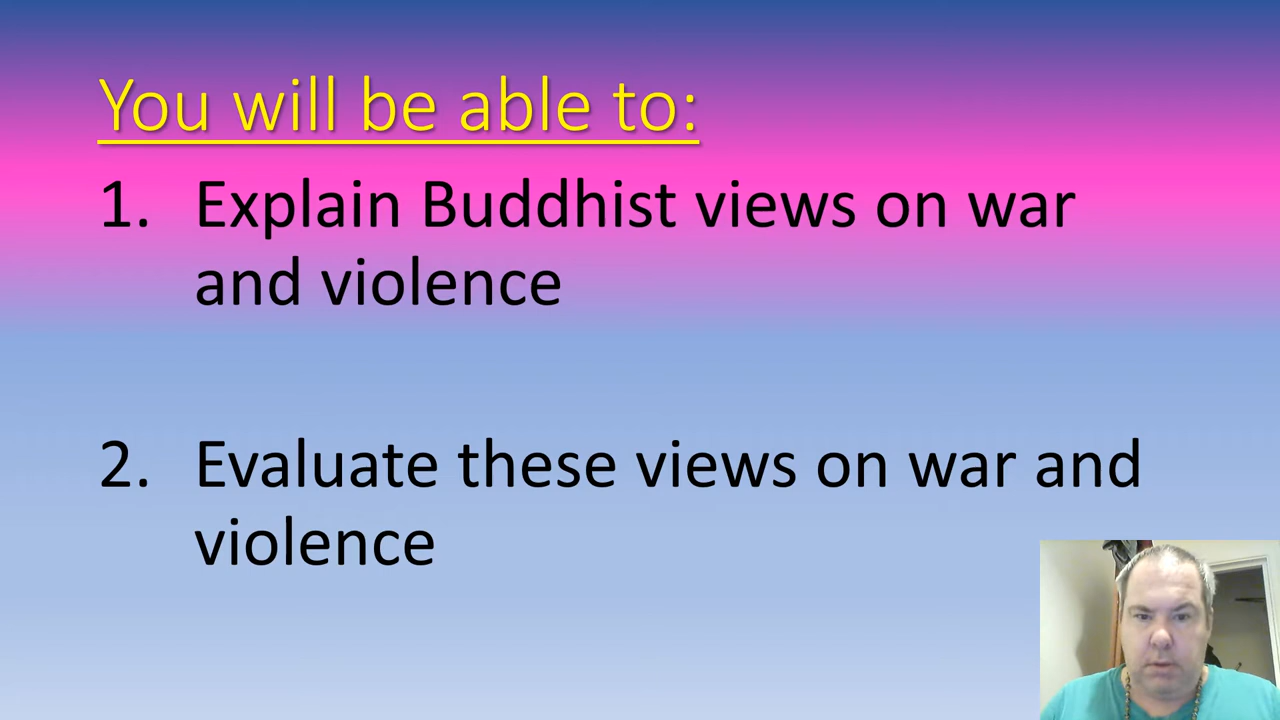 You will be able to:
1. Explain Buddhist views on war
and violence
2. Evaluate these views on war and
violence